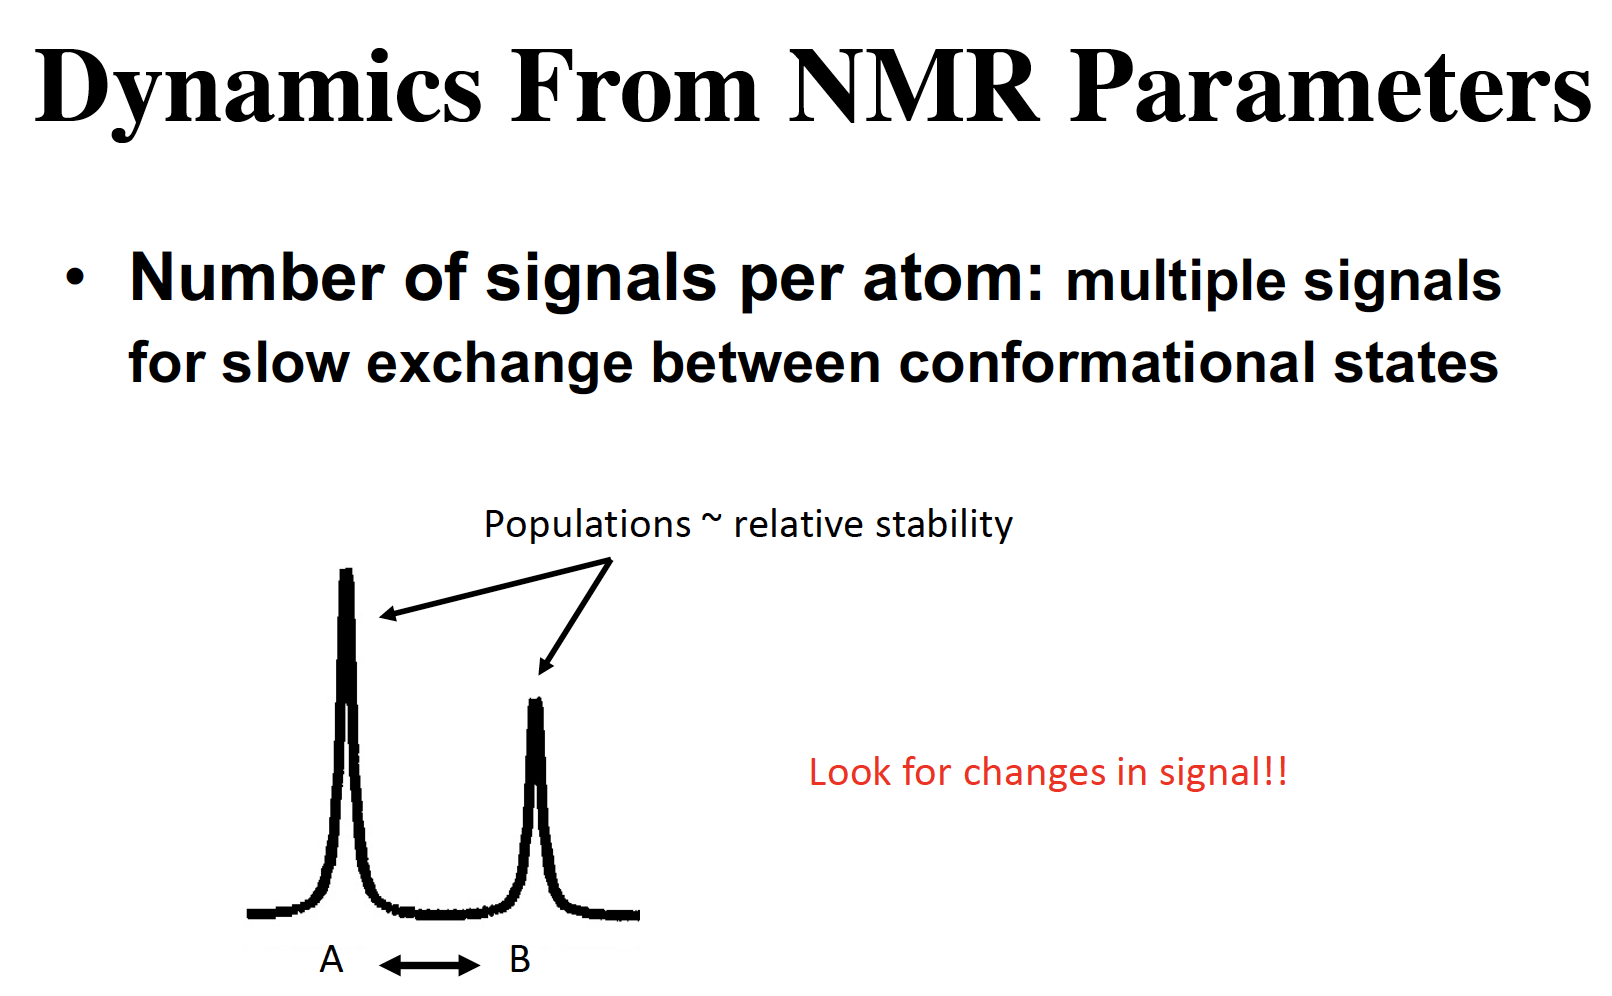 Dynamics From NMR Parameters
• Number of signals per atom: multiple signals
for slow exchange between conformational states
Populations ~ relative stability
Look for changes in signal!!
A B